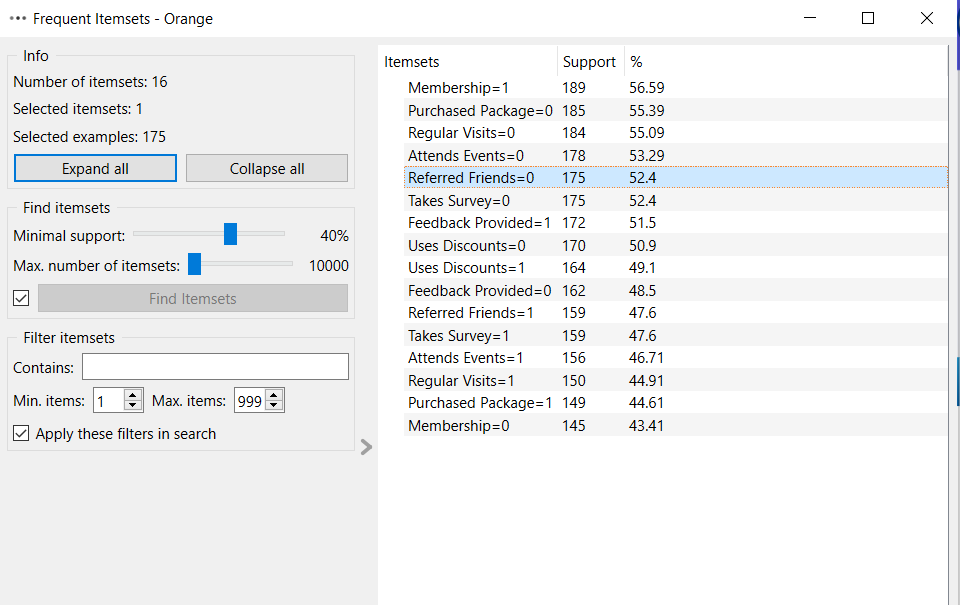 Frequent Itemsets - Orange
Info
Number of itemsets: 16
Selected itemsets: 1
Selected examples: 175
Expand all
Collapse all
Find itemsets
Minimal support: 40%
Max. number of itemsets: 10000
Find Itemsets
Filter itemsets
Contains:
Min. items: 1 Max. items: 999
Apply these filters in search
Itemsets Support %
Membership=1 189 56.59
Purchased Package=0 185 55.39
Regular Visits=0 184 55.09
Attends Events=0 178 53.29
Referred Friends=0 175 52.4
Takes Survey=0 175 52.4
Feedback Provided=1 172 51.5
Uses Discounts=0 170 50.9
Uses Discounts=1 164 49.1
Feedback Provided=0 162 48.5
Referred Friends=1 159 47.6
Takes Survey=1 159 47.6
Attends Events=1 156 46.71
Regular Visits=1 150 44.91
Purchased Package=1 149 44.61
Membership=0 145 43.41